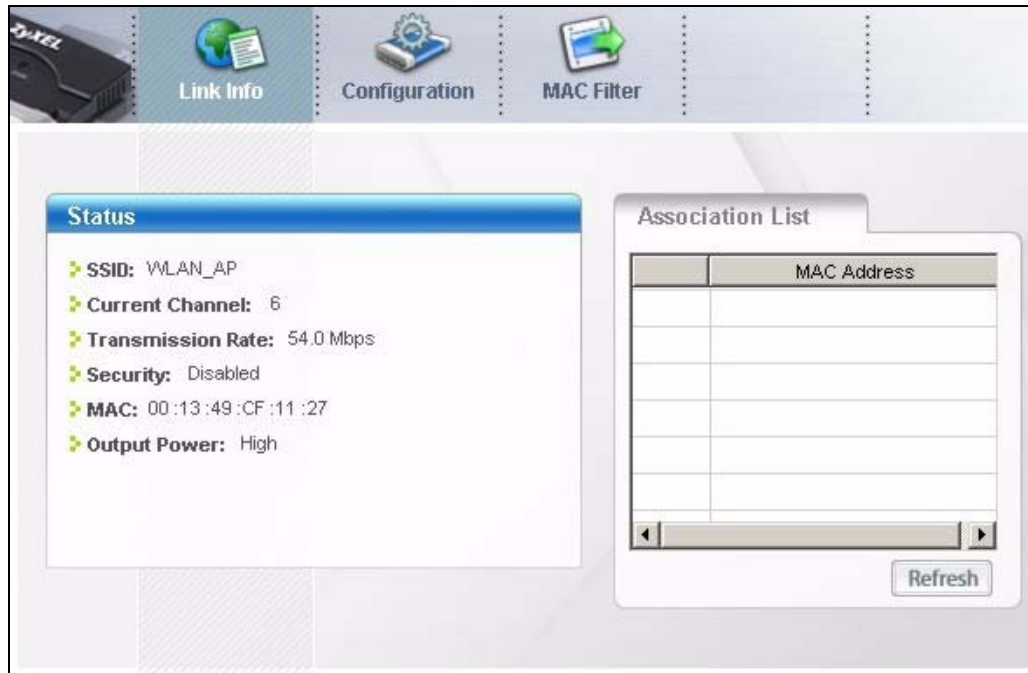 ZyXEL
Link Info
Configuration
MAC Filter
Status
SSID: WLAN_AP
Current Channel: 6
Transmission Rate: 54.0 Mbps
Security: Disabled
MAC: 00 :13 :49 :CF :11 :27
Output Power: High
Association List
MAC Address
Refresh